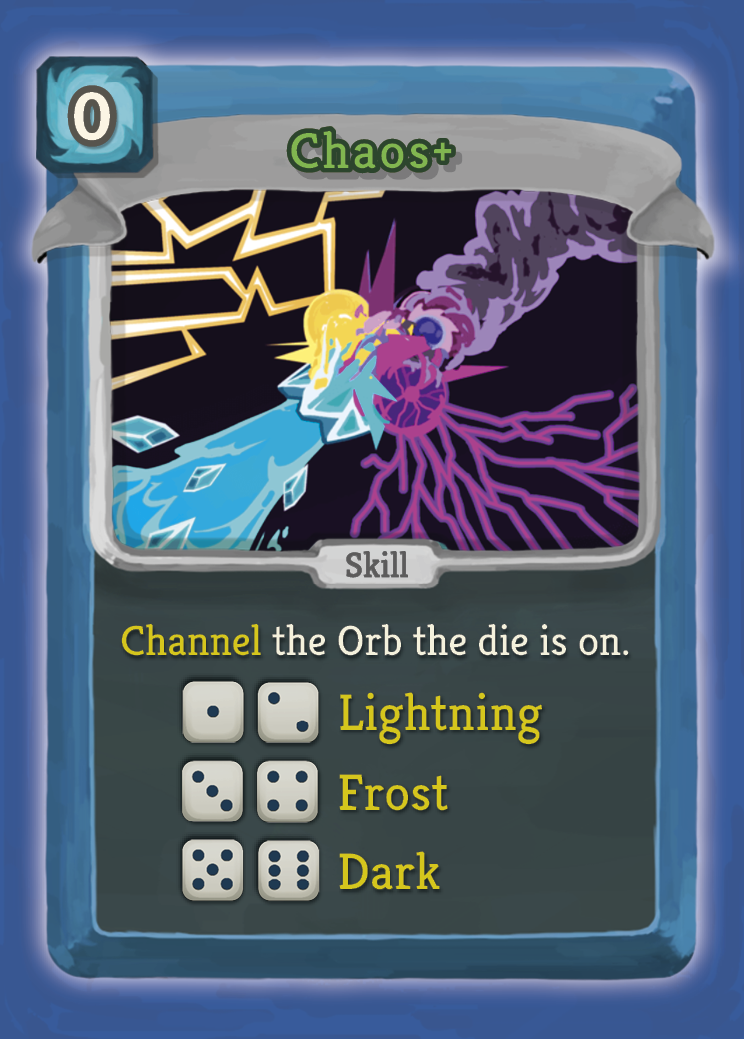 0
Chaos+
Skill
Channel the Orb the die is on.
Lightning
Frost
Dark